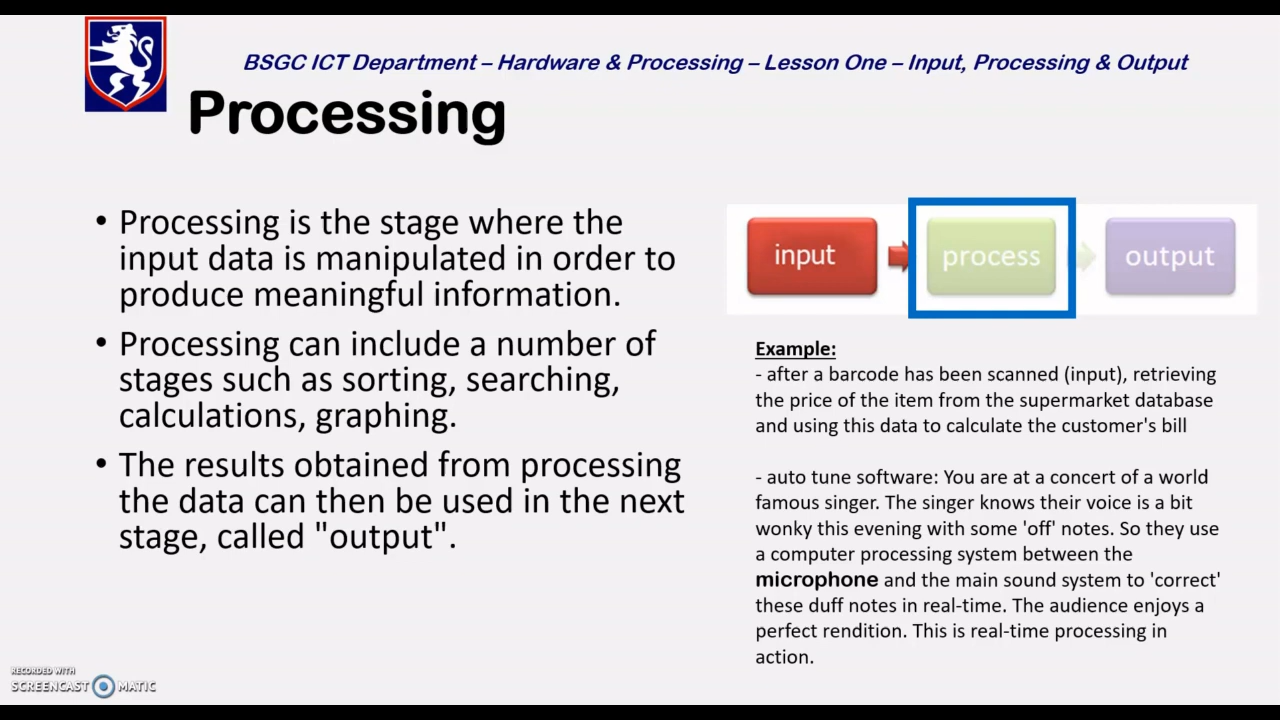 BSGC ICT Department – Hardware & Processing – Lesson One – Input, Processing & Output
Processing
• Processing is the stage where the
input data is manipulated in order to
produce meaningful information.
• Processing can include a number of
stages such as sorting, searching,
calculations, graphing.
• The results obtained from processing
the data can then be used in the next
stage, called "output".
input
process
output
Example:
- after a barcode has been scanned (input), retrieving
the price of the item from the supermarket database
and using this data to calculate the customer's bill
- auto tune software: You are at a concert of a world
famous singer. The singer knows their voice is a bit
wonky this evening with some 'off' notes. So they use
a computer processing system between the
microphone and the main sound system to 'correct'
these duff notes in real-time. The audience enjoys a
perfect rendition. This is real-time processing in
action.
RECORDED WITH
SCREENCAST MATIC